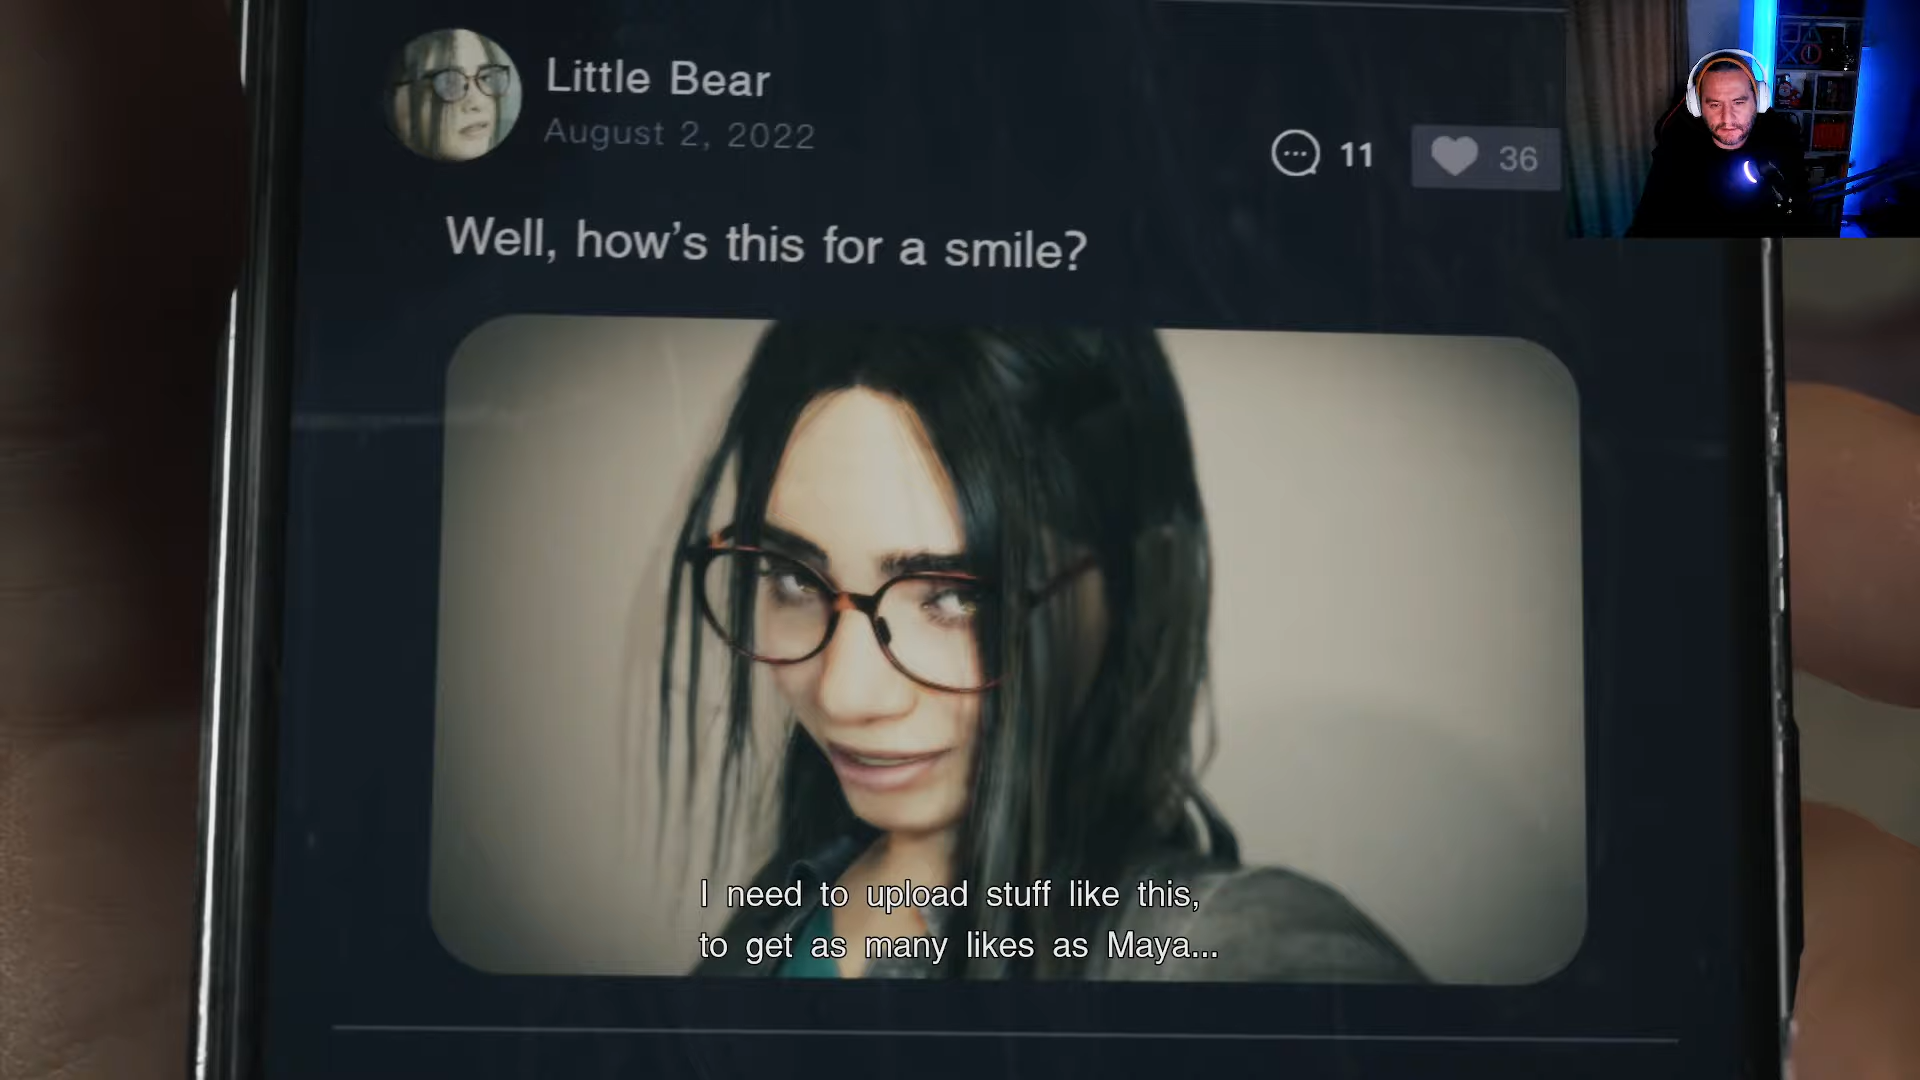 Little Bear
August 2, 2022
11
36
Well, how's this for a smile?
I need to upload stuff like this,
to get as many likes as Maya...